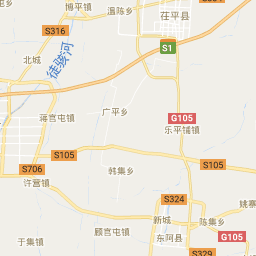 屯乡
博平镇
温陈乡
茌平县
S316
S1
北城
徒骇河
广平乡
G105
蒋官屯镇
乐平铺镇
S105
S105
S706
韩集乡
许营镇
S324
新城
姚寨
陈集乡
于集镇
顾官屯镇
东阿县
G105
S329